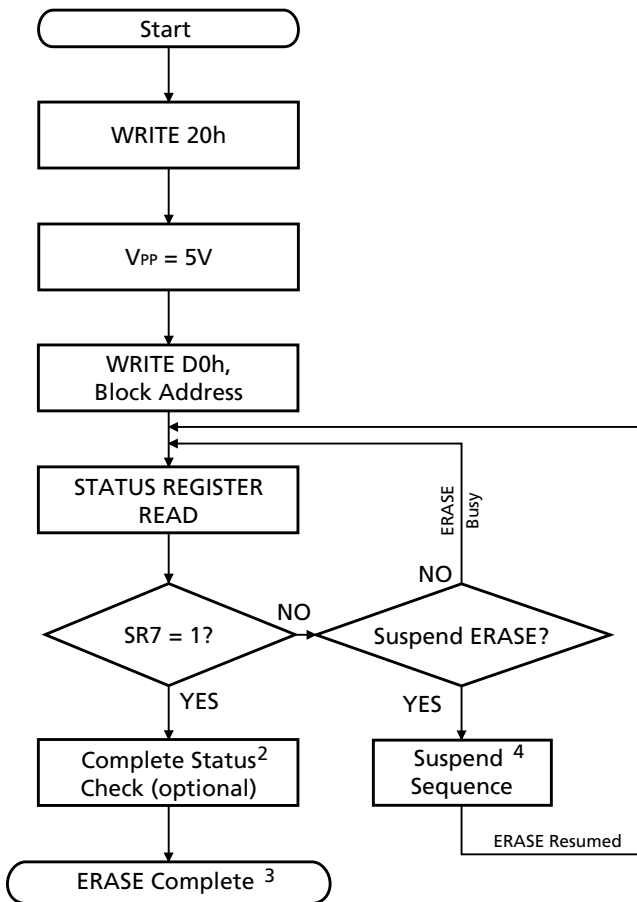 Start
WRITE 20h
VPP = 5V
WRITE D0h,
Block Address
STATUS REGISTER
READ
ERASE
Busy
NO
SR7 = 1?
NO
Suspend ERASE?
YES
YES
Complete Status2
Check (optional)
Suspend 4
Sequence
ERASE Resumed
ERASE Complete 3